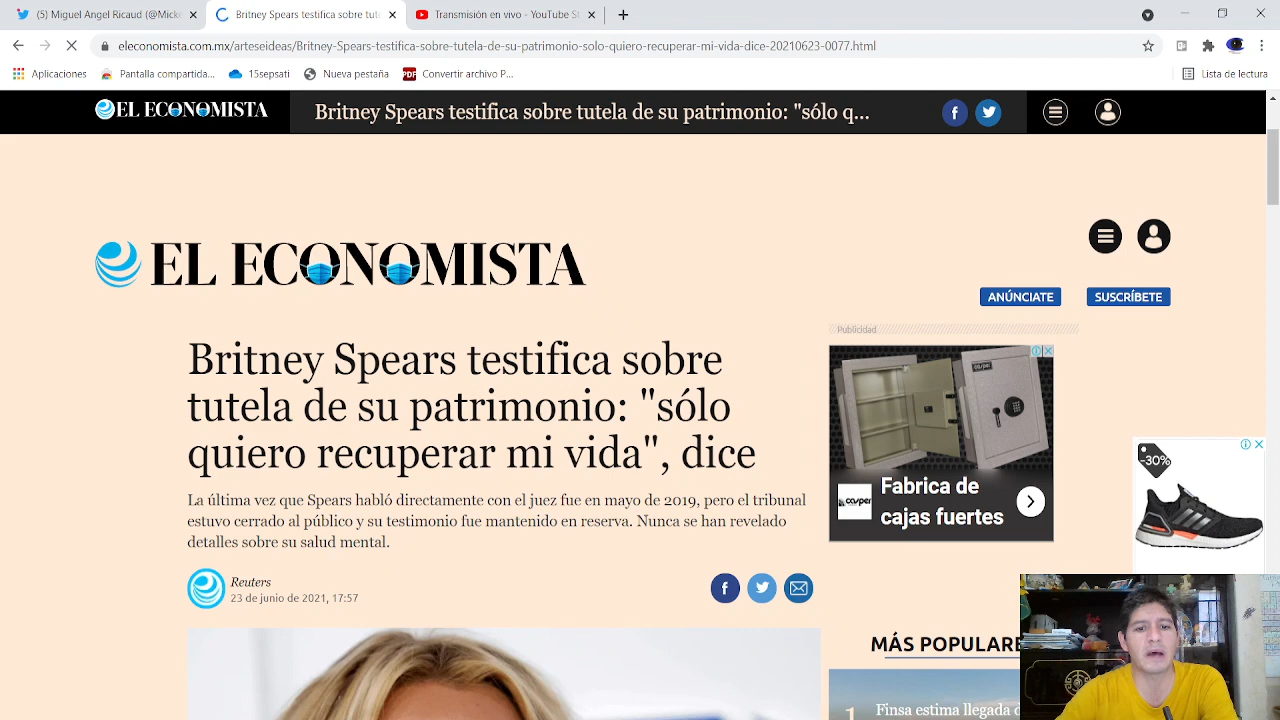 (5) Miguel Angel Ricaud (@Micke
Britney Spears testifica sobre tut
Transmisión en vivo - YouTube St
eleconomista.com.mx/arteseideas/Britney-Spears-testifica-sobre-tutela-de-su-patrimonio-solo-quiero-recuperar-mi-vida-dice-20210623-0077.html
Aplicaciones
Pantalla compartida...
15sepsati
Nueva pestaña
PDF
Convertir archivo P...
Lista de lectura
EL ECONOMISTA
Britney Spears testifica sobre tutela de su patrimonio: "sólo q...
EL ECONOMISTA
ANÚNCIATE
SUSCRÍBETE
Britney Spears testifica sobre
tutela de su patrimonio: "sólo
quiero recuperar mi vida", dice
La última vez que Spears habló directamente con el juez fue en mayo de 2019, pero el tribunal
estuvo cerrado al público y su testimonio fue mantenido en reserva. Nunca se han revelado
detalles sobre su salud mental.
Reuters
23 de junio de 2021, 17:57
Publicidad
casper
casper
Fabrica de
cajas fuertes
-30%
MÁS POPULARE
1
Finsa estima llegada d